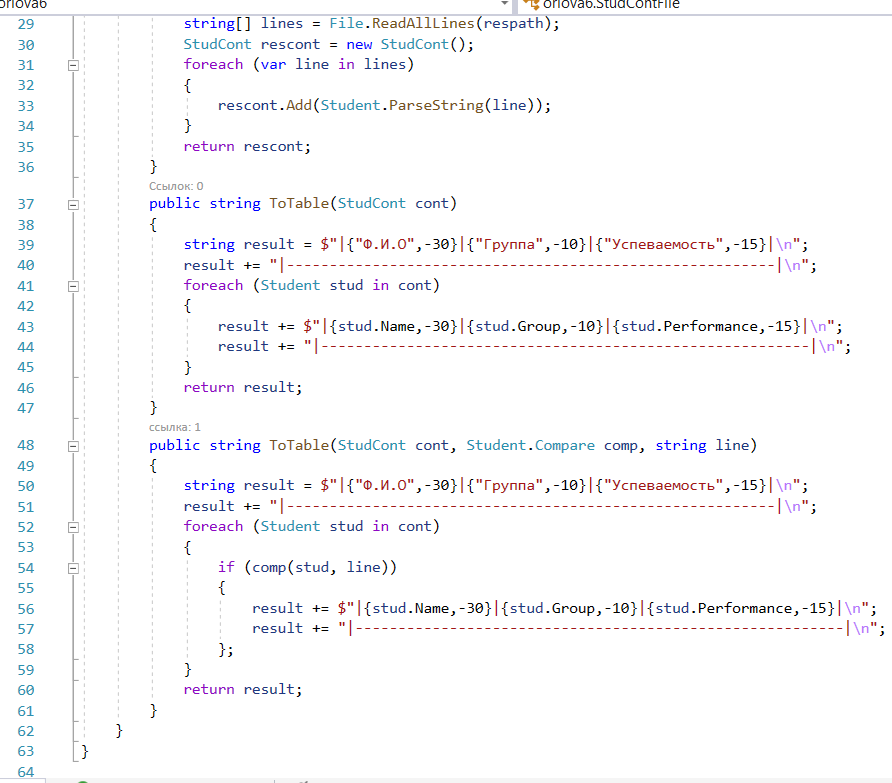 orlova6 orlova6.StudContFile
29 string[] lines = File.ReadAllLines(respath);
30 StudCont rescont = new StudCont();
31 foreach (var line in lines)
32 {
33 rescont.Add(Student.ParseString(line));
34 }
35 return rescont;
36 }
Ссылок: 0
37 public string ToTable(StudCont cont)
38 {
39 string result = $"|{"Ф.И.О",-30}|{"Группа",-10}|{"Успеваемость",-15}|\n";
40 result += "|---------------------------------------------------------|\n";
41 foreach (Student stud in cont)
42 {
43 result += $"|{stud.Name,-30}|{stud.Group,-10}|{stud.Performance,-15}|\n";
44 result += "|---------------------------------------------------------|\n";
45 }
46 return result;
47 }
ссылка: 1
48 public string ToTable(StudCont cont, Student.Compare comp, string line)
49 {
50 string result = $"|{"Ф.И.О",-30}|{"Группа",-10}|{"Успеваемость",-15}|\n";
51 result += "|---------------------------------------------------------|\n";
52 foreach (Student stud in cont)
53 {
54 if (comp(stud, line))
55 {
56 result += $"|{stud.Name,-30}|{stud.Group,-10}|{stud.Performance,-15}|\n";
57 result += "|---------------------------------------------------------|\n";
58 };
59 }
60 return result;
61 }
62 }
63 }
64